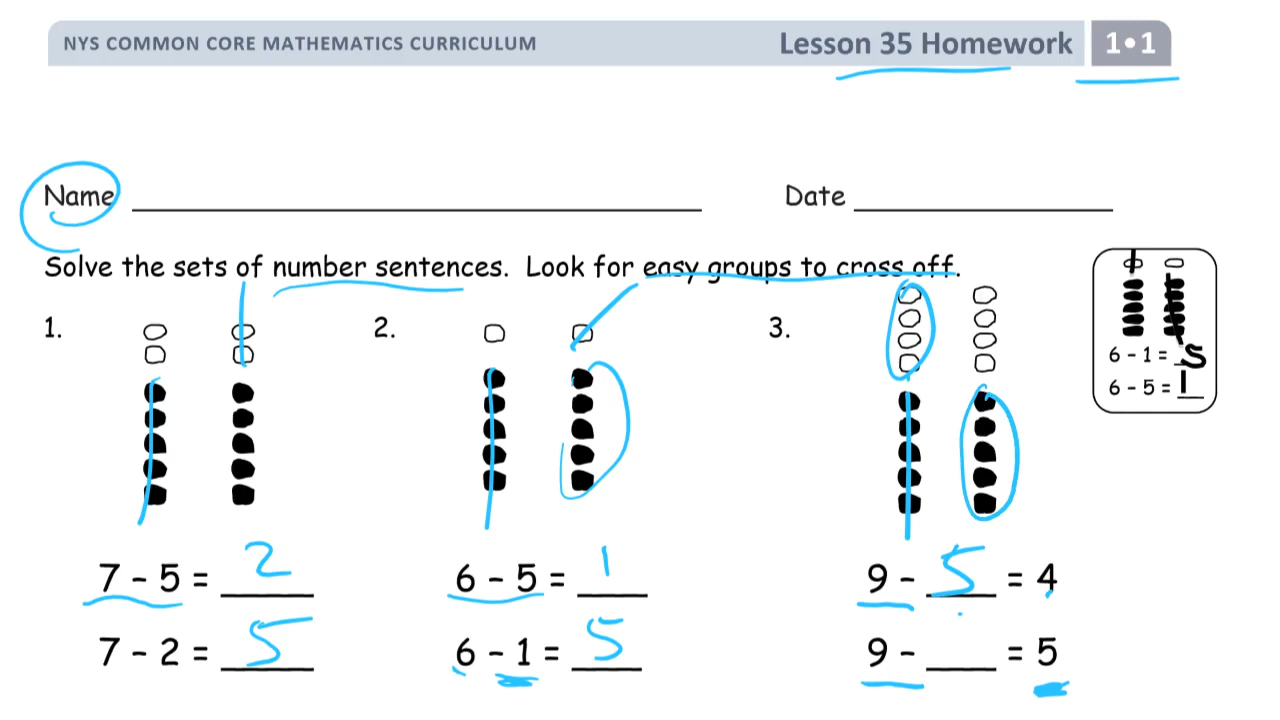 NYS COMMON CORE MATHEMATICS CURRICULUM Lesson 35 Homework 1•1
Name Date
Solve the sets of number sentences. Look for easy groups to cross off.
1. 2. 3.
6 - 1 = 5
6 - 5 = 1
7 - 5 = 2 6 - 5 = 1 9 - 5 = 4
7 - 2 = 5 6 - 1 = 5 9 - ___ = 5